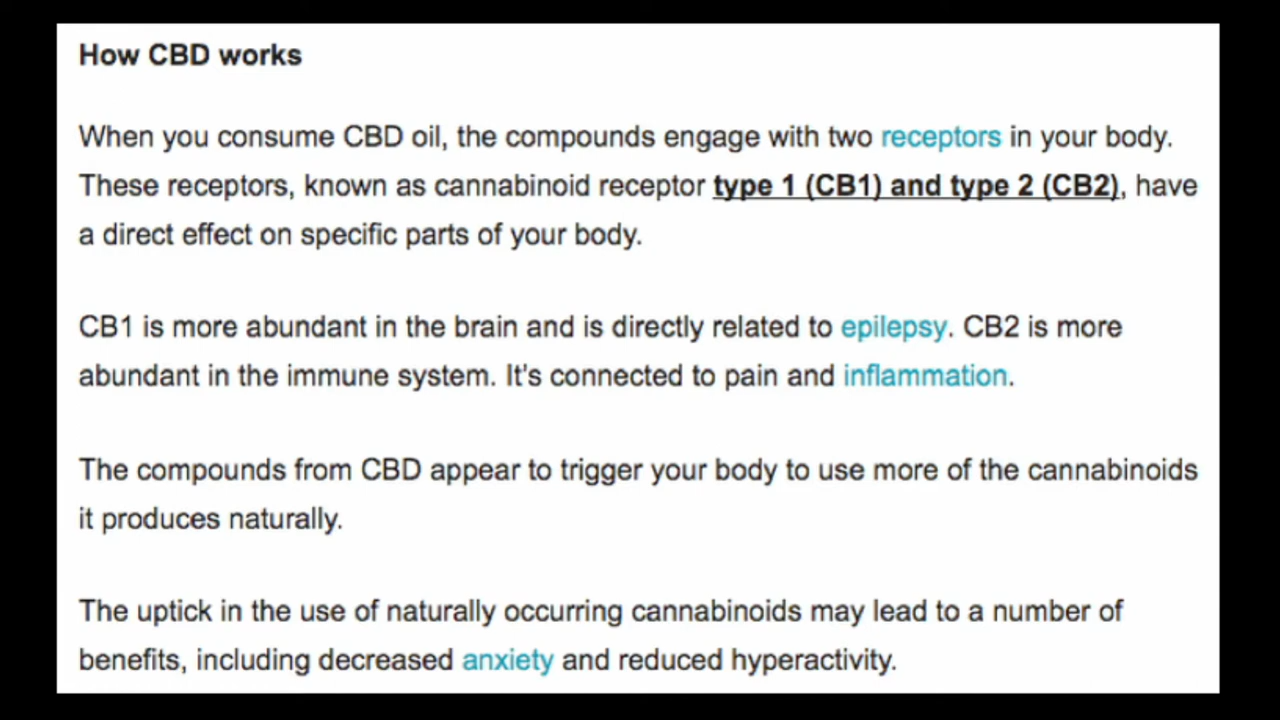 How CBD works
When you consume CBD oil, the compounds engage with two receptors in your body.
These receptors, known as cannabinoid receptor type 1 (CB1) and type 2 (CB2), have
a direct effect on specific parts of your body.
CB1 is more abundant in the brain and is directly related to epilepsy. CB2 is more
abundant in the immune system. It's connected to pain and inflammation.
The compounds from CBD appear to trigger your body to use more of the cannabinoids
it produces naturally.
The uptick in the use of naturally occurring cannabinoids may lead to a number of
benefits, including decreased anxiety and reduced hyperactivity.